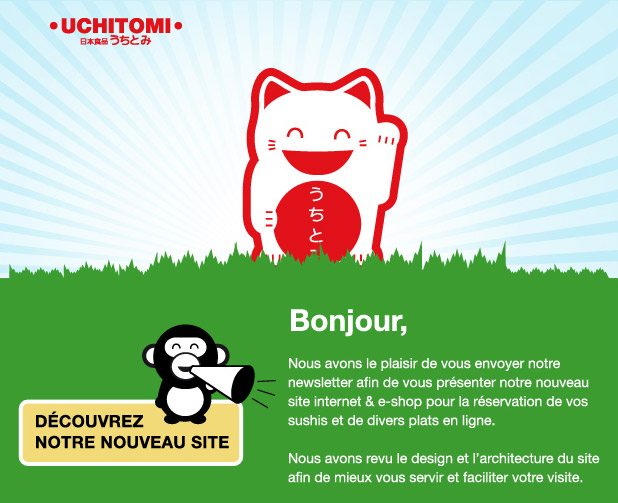 • UCHITOMI •
日本食品 うちとみ
うちと
Bonjour,
Nous avons le plaisir de vous envoyer notre
newsletter afin de vous présenter notre nouveau
site internet & e-shop pour la réservation de vos
sushis et de divers plats en ligne.
Nous avons revu le design et l'architecture du site
afin de mieux vous servir et faciliter votre visite.
DÉCOUVREZ
NOTRE NOUVEAU SITE